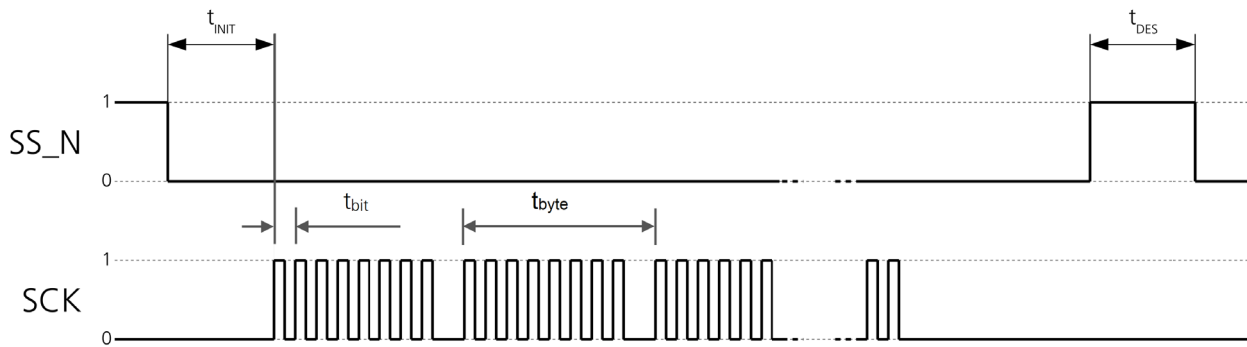 tINIT
tDES
1
SS_N
0
tbit
tbyte
1
SCK
0